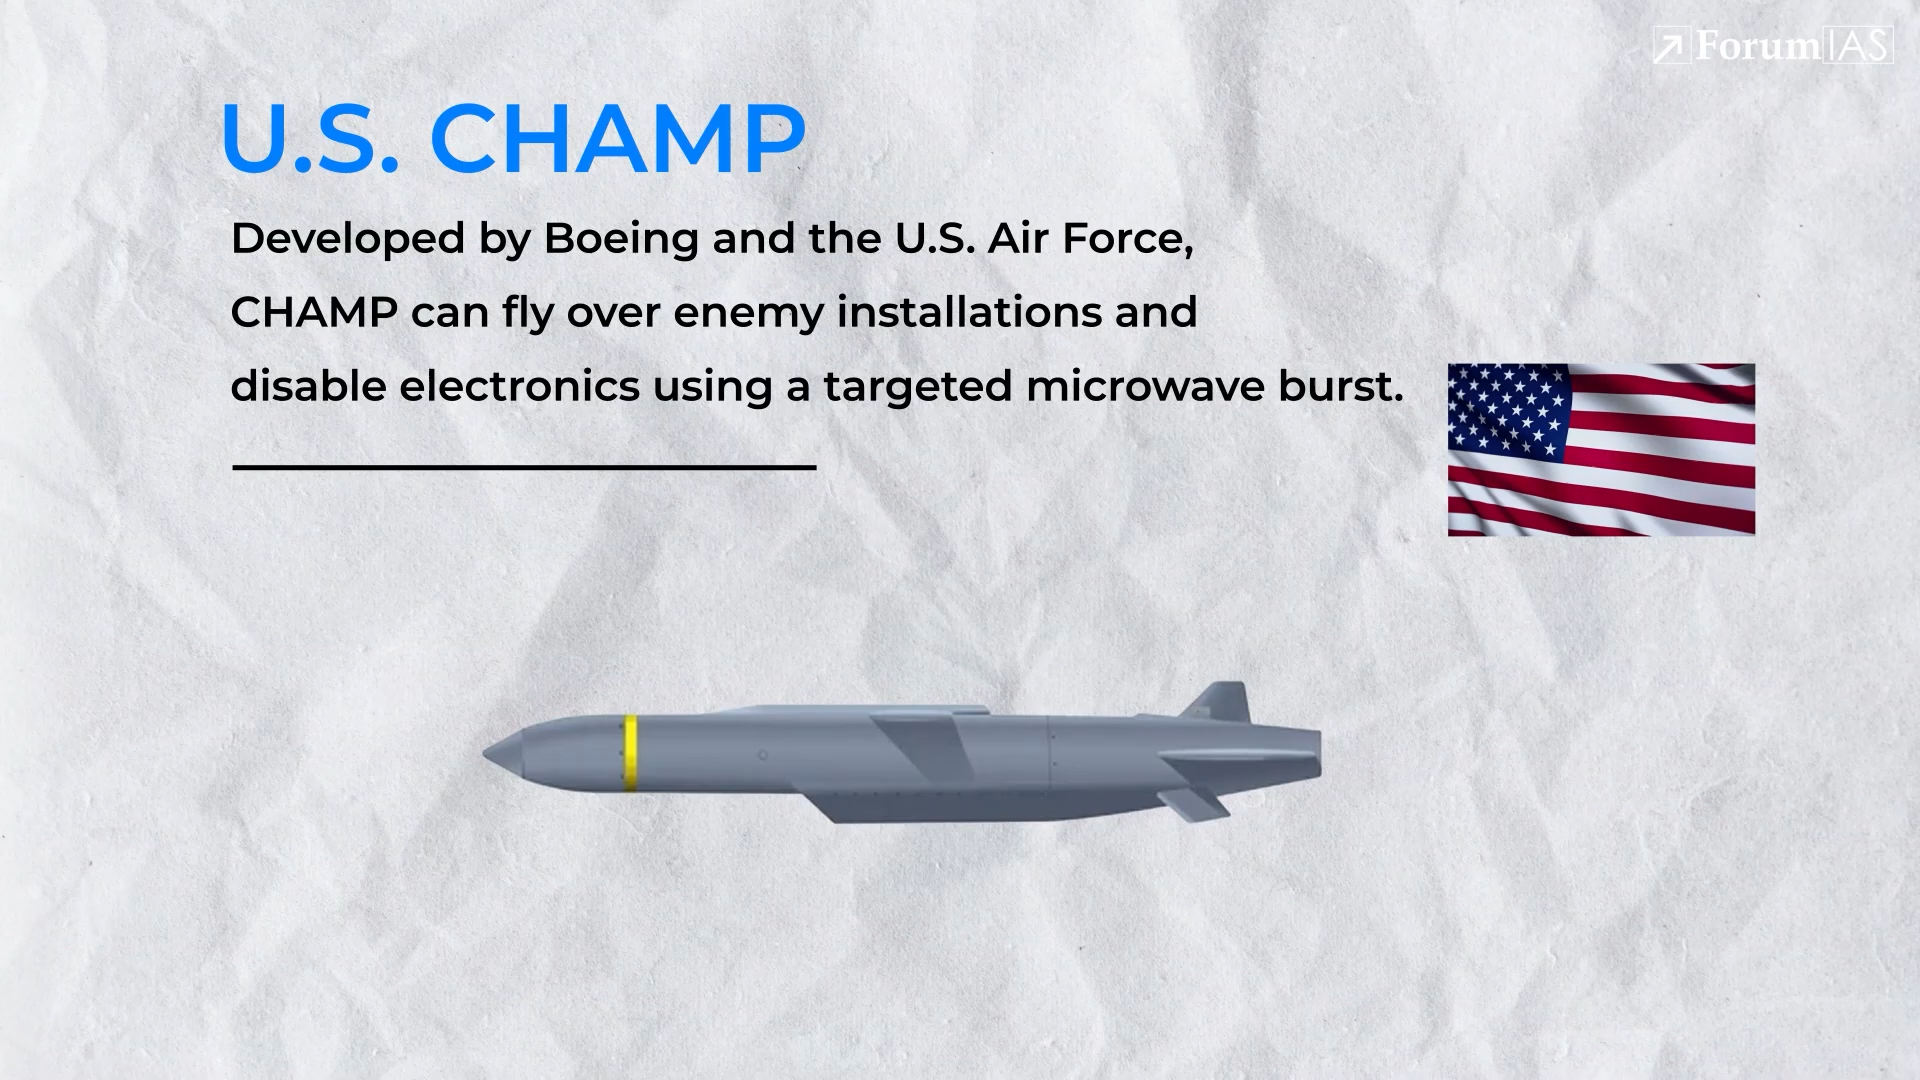 ForumIAS
U.S. CHAMP
Developed by Boeing and the U.S. Air Force,
CHAMP can fly over enemy installations and
disable electronics using a targeted microwave burst.